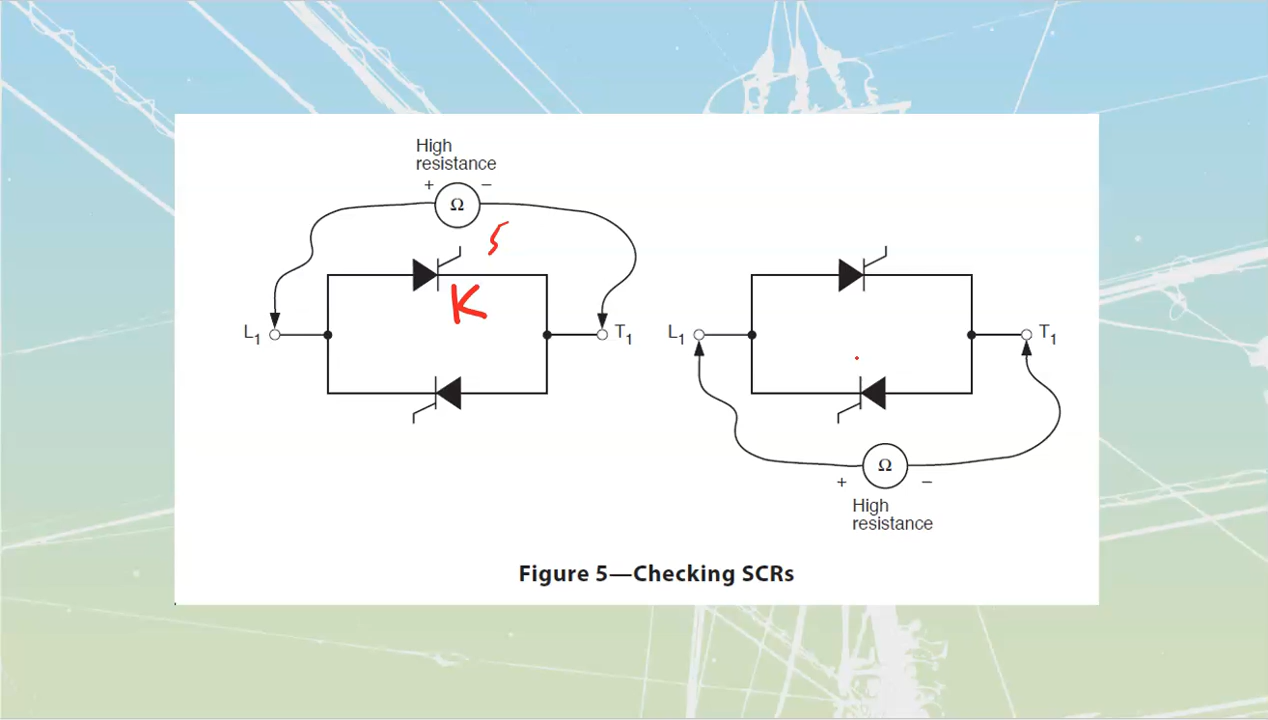 High
resistance
+ −
Ω
K
L1
T1
L1
T1
Ω
+ −
High
resistance
Figure 5—Checking SCRs